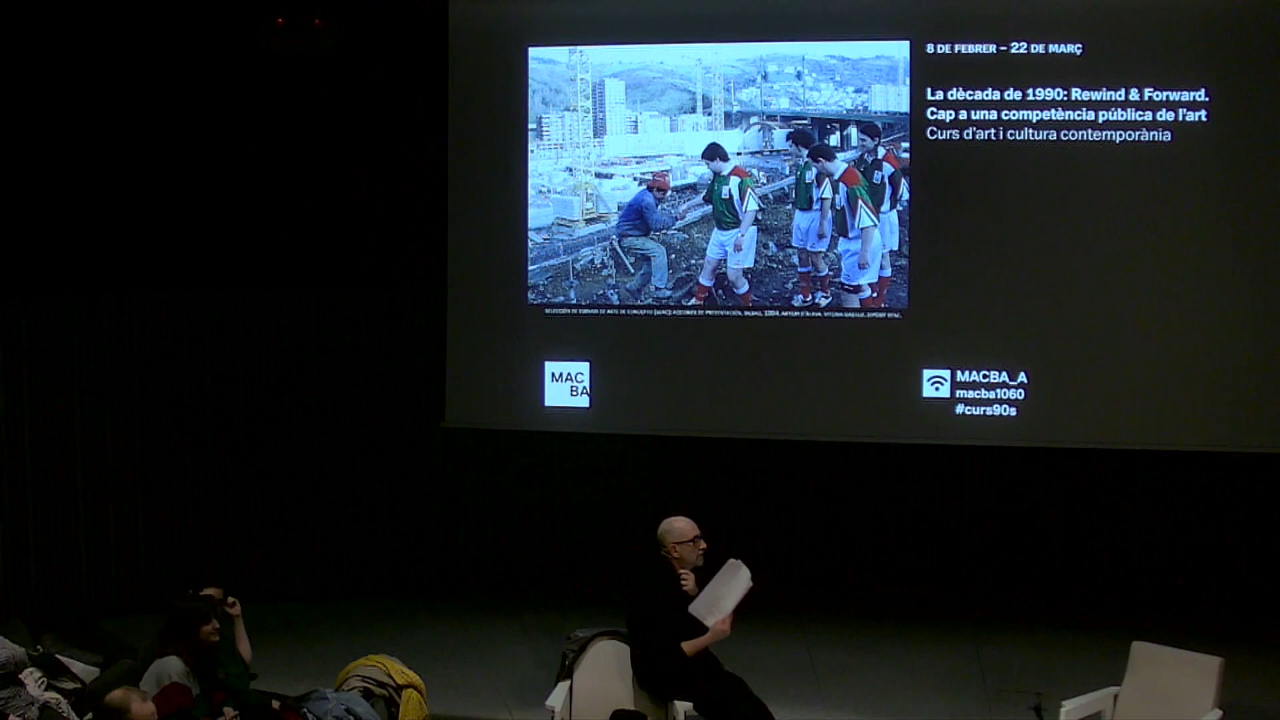 8 DE FEBRER – 22 DE MARÇ
La dècada de 1990: Rewind & Forward.
Cap a una competència pública de l'art
Curs d'art i cultura contemporània
MAC
BA
MACBA_A
macba1060
#curs90s